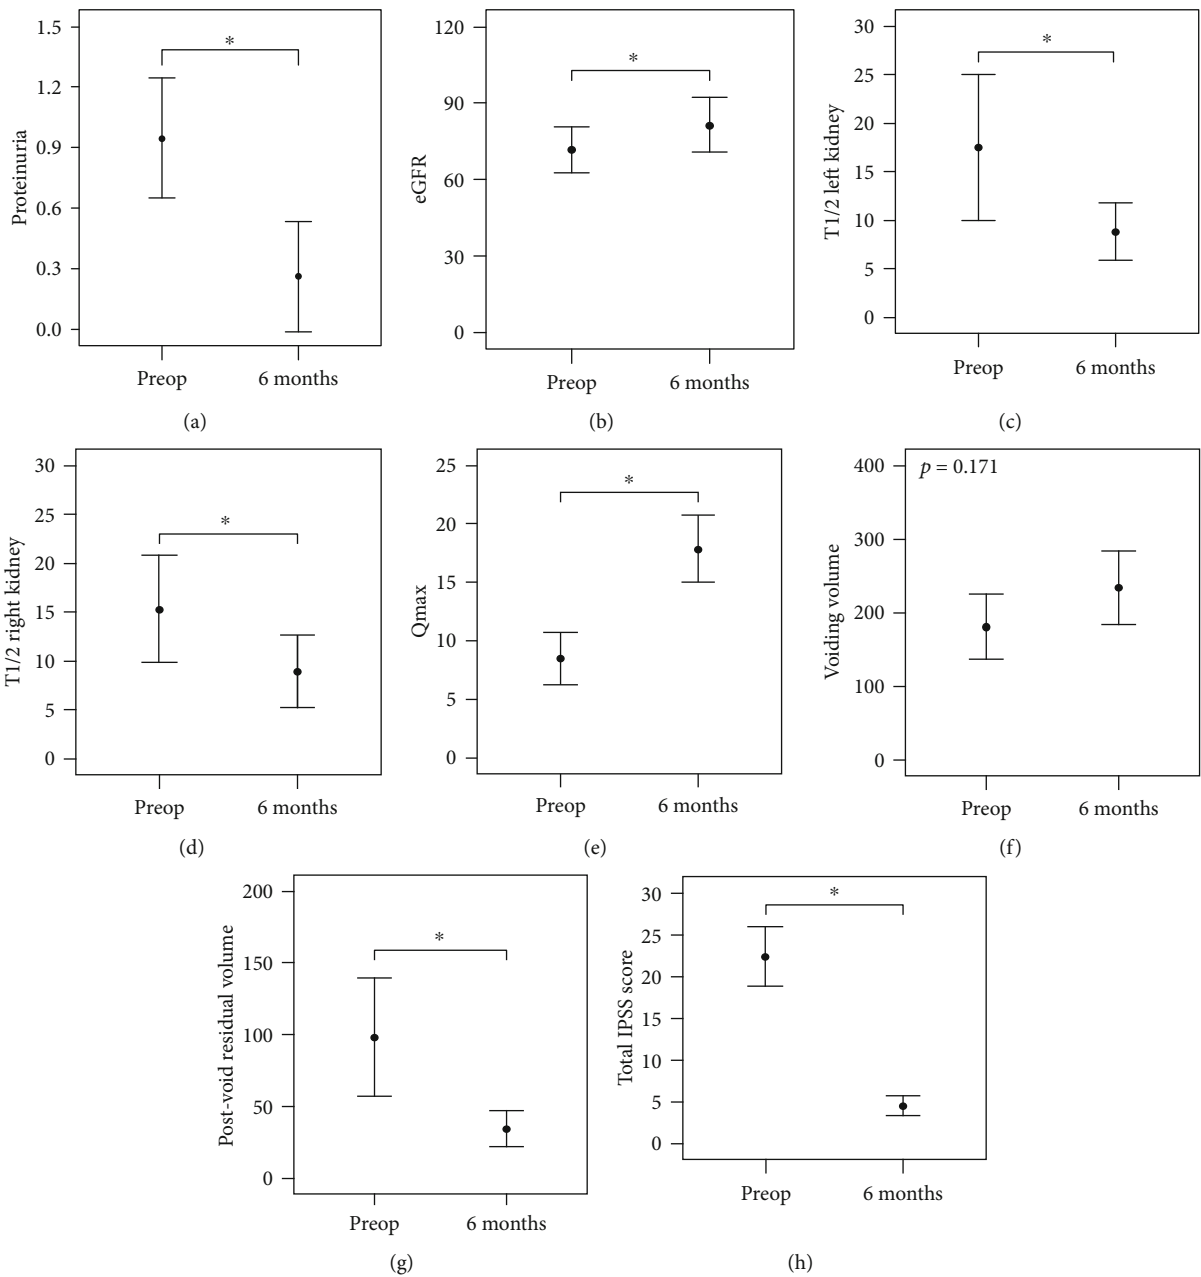 1.5
1.2
0.9
0.6
0.3
0.0
Proteinuria
*
Preop 6 months
(a)
120
90
60
30
0
eGFR
*
Preop 6 months
(b)
30
25
20
15
10
5
0
T1/2 left kidney
*
Preop 6 months
(c)
30
25
20
15
10
5
0
T1/2 right kidney
*
Preop 6 months
(d)
25
20
15
10
5
0
Qmax
*
Preop 6 months
(e)
400
300
200
100
0
Voiding volume
p = 0.171
Preop 6 months
(f)
200
150
100
50
0
Post-void residual volume
*
Preop 6 months
(g)
30
25
20
15
10
5
0
Total IPSS score
*
Preop 6 months
(h)